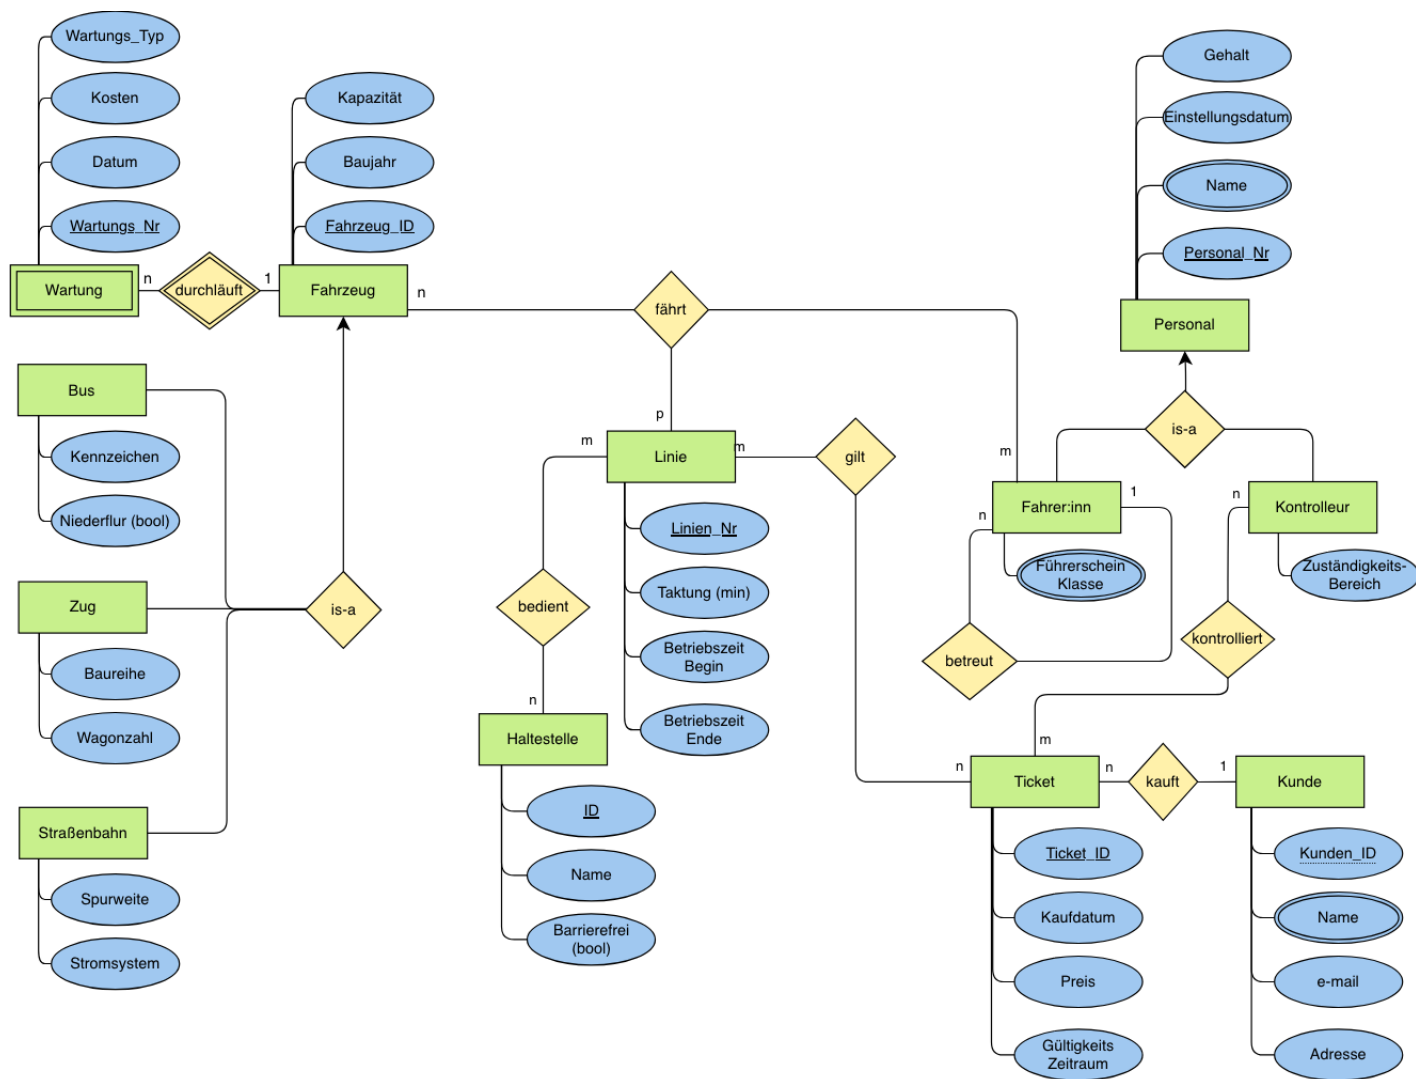 Wartungs_Typ
Kosten
Datum
Wartungs_Nr
Wartung
n
durchläuft
1
Kapazität
Baujahr
Fahrzeug_ID
Fahrzeug
n
fährt
p
m
Gehalt
Einstellungsdatum
Name
Personal_Nr
Personal
is-a
Bus
Kennzeichen
Niederflur (bool)
Zug
Baureihe
Wagonzahl
Straßenbahn
Spurweite
Stromsystem
is-a
m
Linie
m
gilt
Linien_Nr
Taktung (min)
Betriebszeit
Begin
Betriebszeit
Ende
bedient
n
Haltestelle
ID
Name
Barrierefrei
(bool)
Fahrer:inn
1
n
Führerschein
Klasse
betreut
n
Kontrolleur
Zuständigkeits-
Bereich
kontrolliert
m
n
Ticket
n
kauft
1
Kunde
Ticket_ID
Kaufdatum
Preis
Gültigkeits
Zeitraum
Kunden_ID
Name
e-mail
Adresse